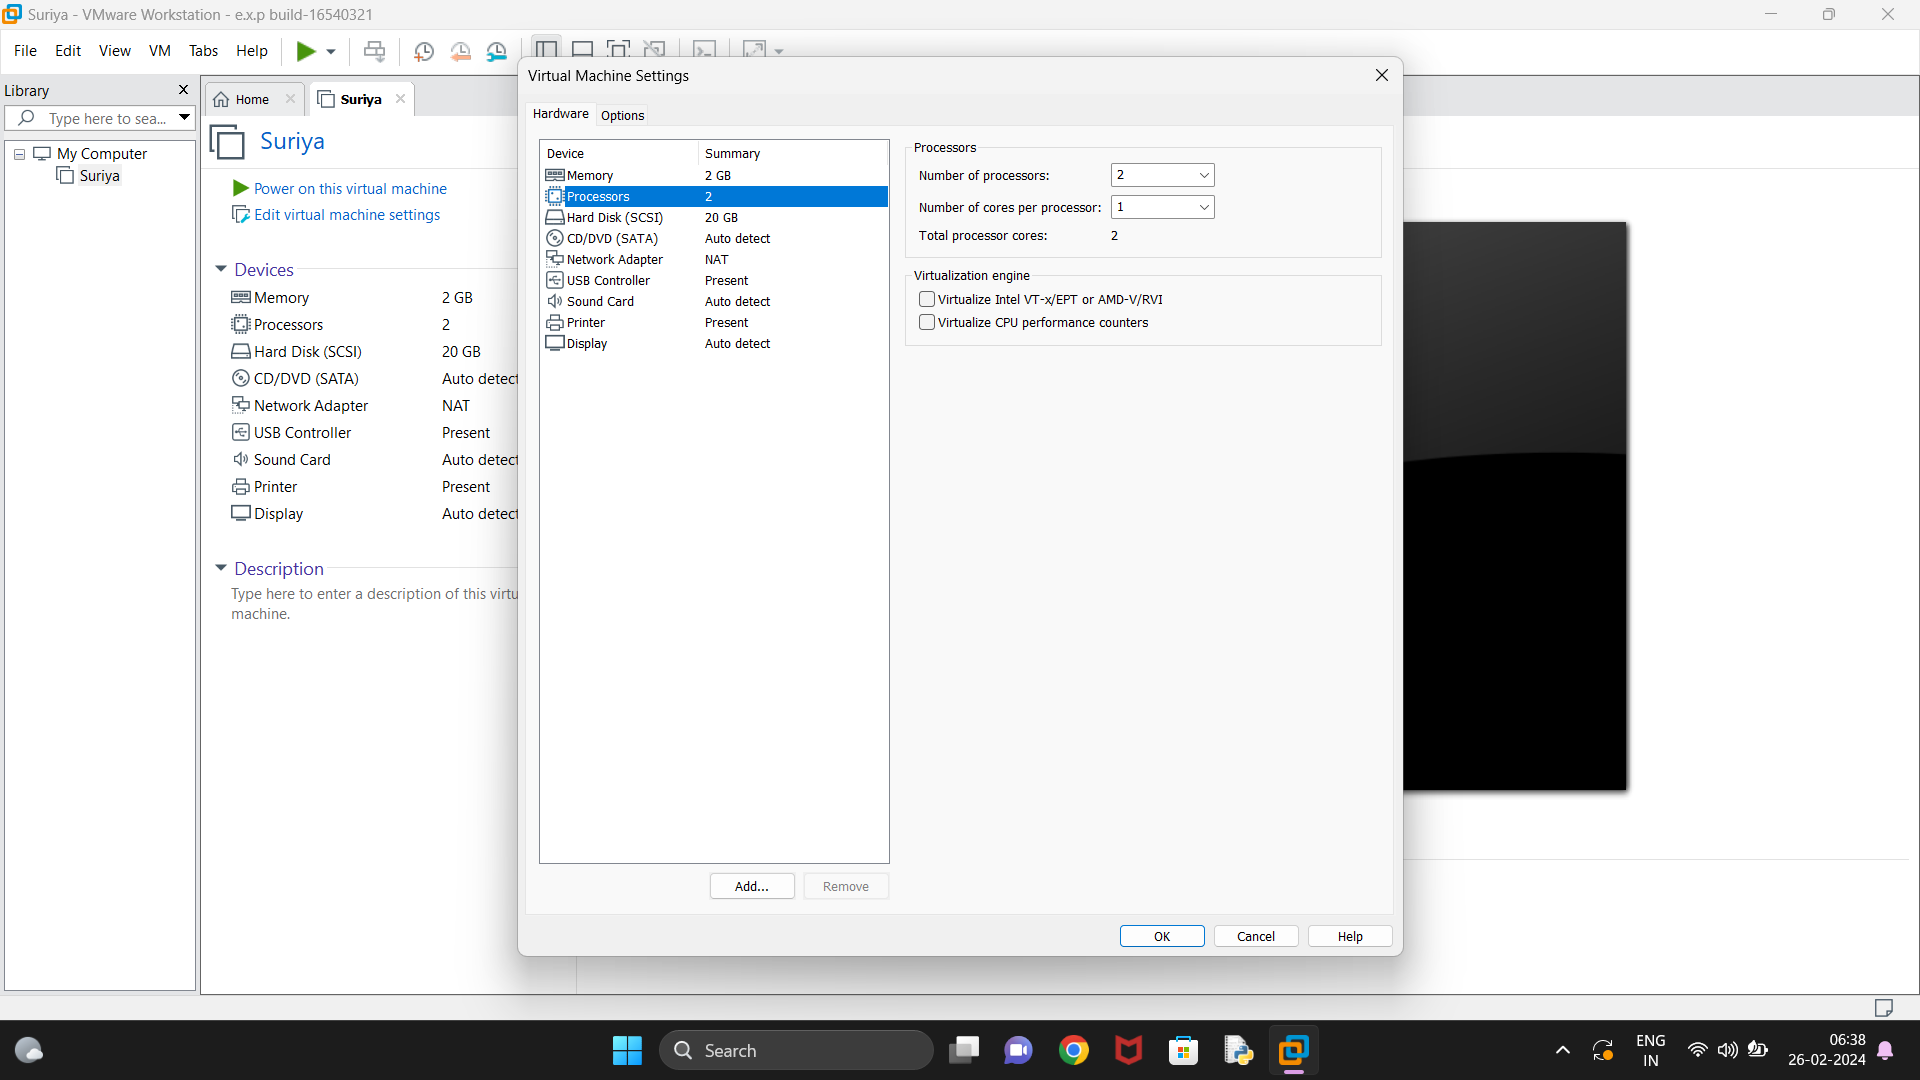 Suriya - VMware Workstation - e.x.p build-16540321
File Edit View VM Tabs Help
Library
Type here to sea...
My Computer
Suriya
Home
Suriya
Suriya
Power on this virtual machine
Edit virtual machine settings
Devices
Memory 2 GB
Processors 2
Hard Disk (SCSI) 20 GB
CD/DVD (SATA) Auto detect
Network Adapter NAT
USB Controller Present
Sound Card Auto detect
Printer Present
Display Auto detect
Description
Type here to enter a description of this virtu
machine.
Virtual Machine Settings
Hardware Options
Device Summary
Memory 2 GB
Processors 2
Hard Disk (SCSI) 20 GB
CD/DVD (SATA) Auto detect
Network Adapter NAT
USB Controller Present
Sound Card Auto detect
Printer Present
Display Auto detect
Add... Remove
Processors
Number of processors: 2
Number of cores per processor: 1
Total processor cores: 2
Virtualization engine
Virtualize Intel VT-x/EPT or AMD-V/RVI
Virtualize CPU performance counters
OK Cancel Help
Search
ENG
IN
06:38
26-02-2024